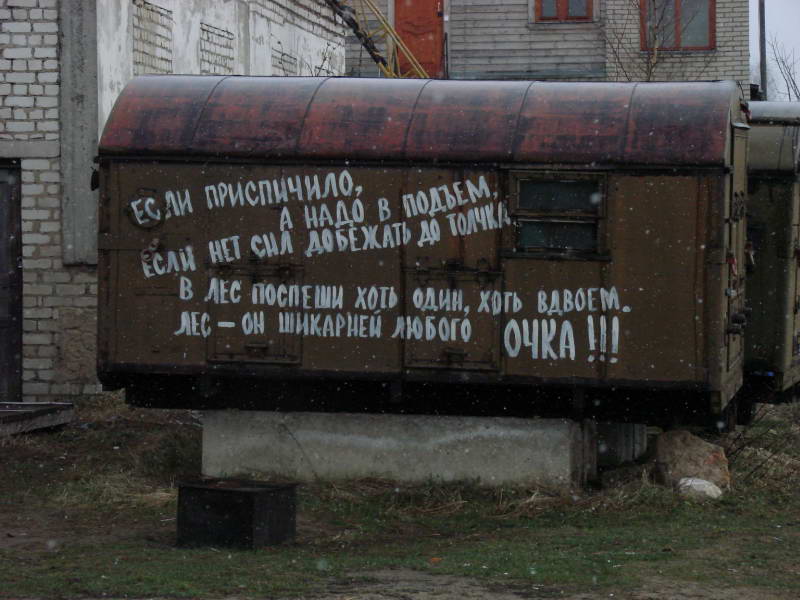 ЕСЛИ ПРИСПИЧИЛО,
А НАДО В ПОДЪЕМ,
ЕСЛИ НЕТ СИЛ ДОБЕЖАТЬ ДО ТОЛЧКА,
В ЛЕС ПОСПЕШИ ХОТЬ ОДИН, ХОТЬ ВДВОЕМ.
ЛЕС – ОН ШИКАРНЕЙ ЛЮБОГО ОЧКА !!!